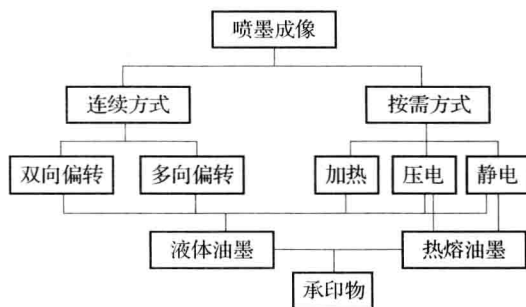 喷墨成像
连续方式 按需方式
双向偏转 多向偏转 加热 压电 静电
液体油墨 热熔油墨
承印物